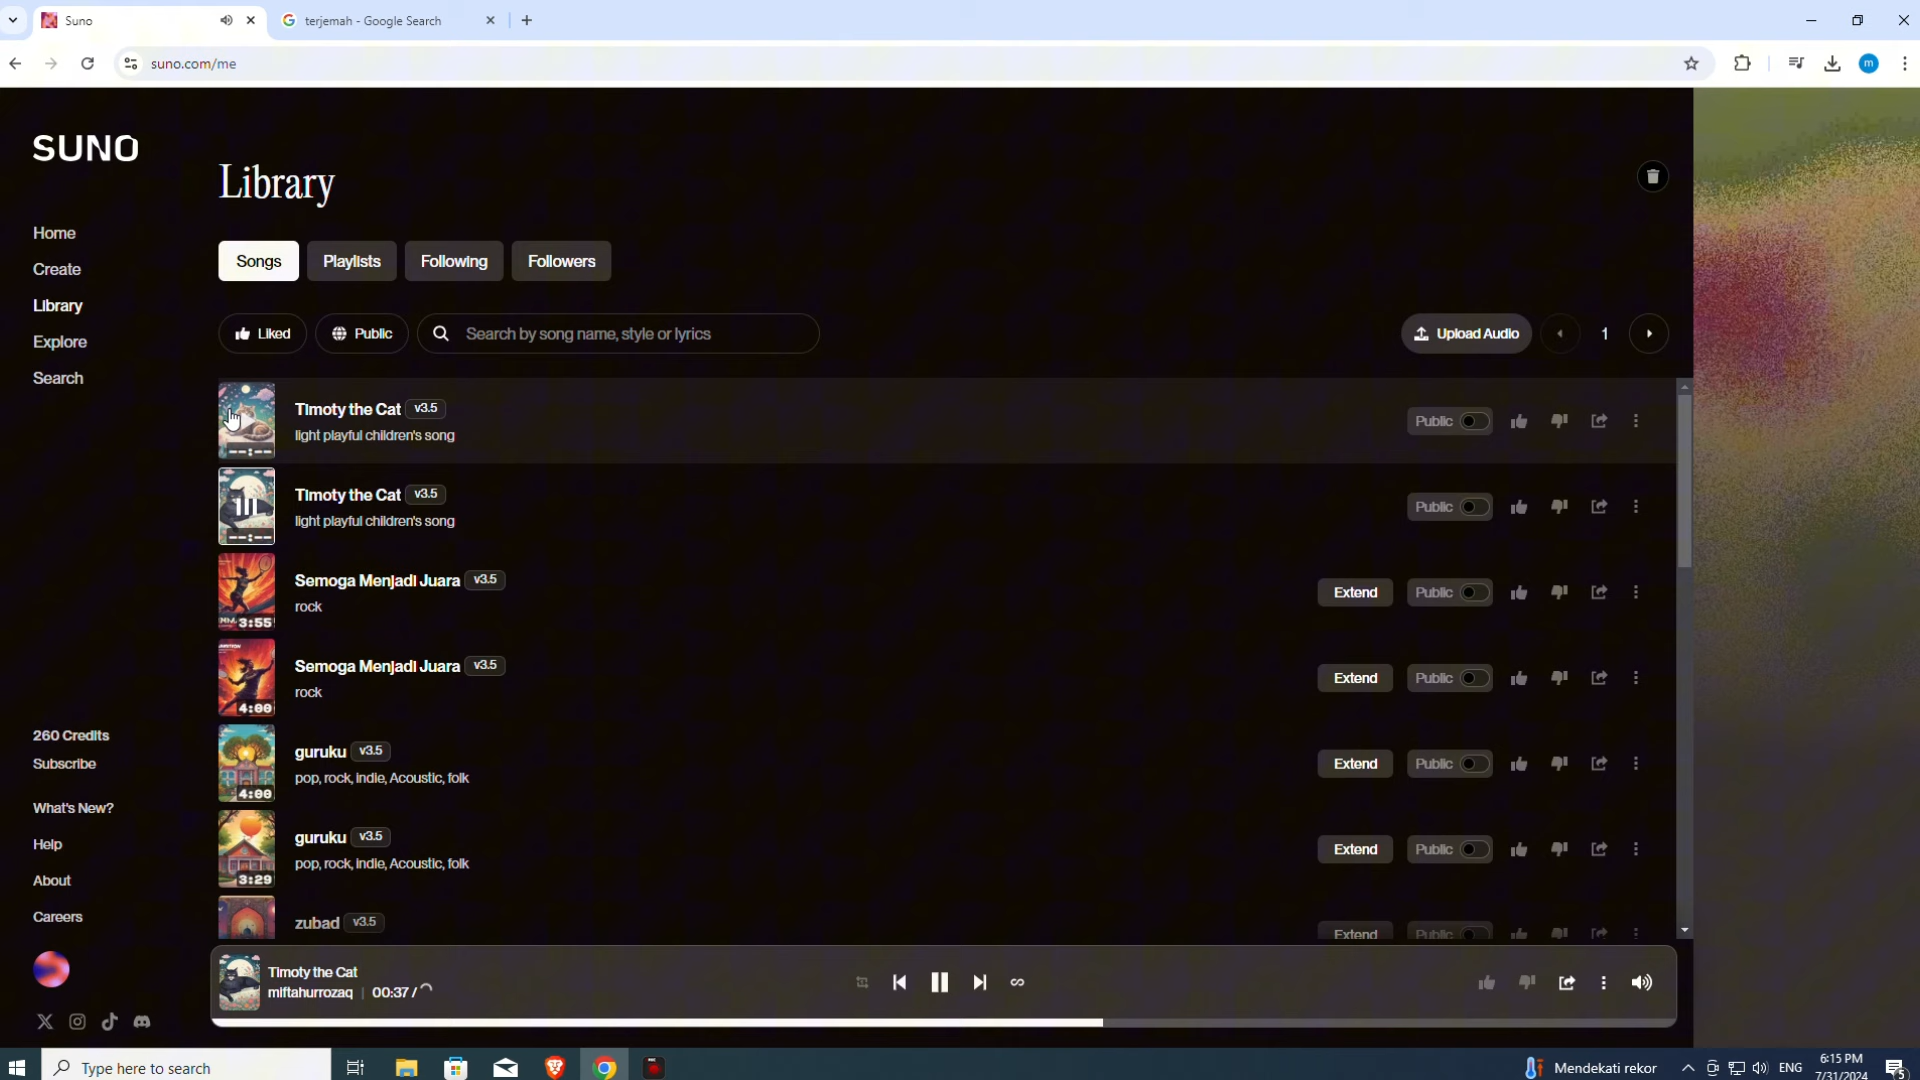 Suno
terjemah - Google Search
suno.com/me
m
SUNO
Home
Create
Library
Explore
Search
260 Credits
Subscribe
What's New?
Help
About
Careers
Library
Songs
Playlists
Following
Followers
Liked
Public
Search by song name, style or lyrics
Upload Audio
1
Timoty the Cat v3.5
light playful children's song
--:--
Public
Timoty the Cat v3.5
light playful children's song
--:--
Public
Semoga Menjadi Juara v3.5
rock
3:55
Extend
Public
Semoga Menjadi Juara v3.5
rock
4:00
Extend
Public
guruku v3.5
pop, rock, indie, Acoustic, folk
4:00
Extend
Public
guruku v3.5
pop, rock, indie, Acoustic, folk
3:29
Extend
Public
zubad v3.5
Extend
Public
Timoty the Cat
miftahurrozaq | 00:37 /
Type here to search
Mendekati rekor
ENG
6:15 PM
7/31/2024
5